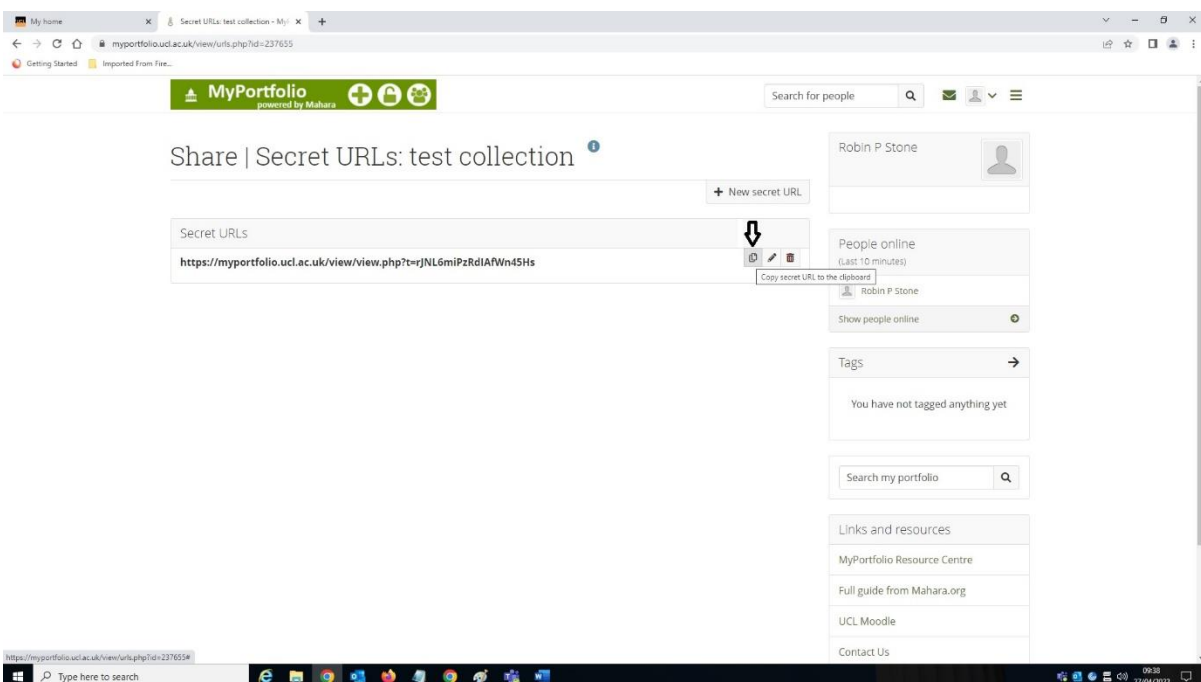 My home
Secret URLs: test collection - My
myportfolio.ucl.ac.uk/view/urls.php?id=237655
Getting Started Imported From Fire...
MyPortfolio
powered by Mahara
Search for people
Share | Secret URLs: test collection
New secret URL
Secret URLs
https://myportfolio.ucl.ac.uk/view/view.php?t=rJNL6miPzRdIAfWn45Hs
Copy secret URL to the clipboard
Robin P Stone
People online
(Last 10 minutes)
Robin P Stone
Show people online
Tags
You have not tagged anything yet
Search my portfolio
Links and resources
MyPortfolio Resource Centre
Full guide from Mahara.org
UCL Moodle
Contact Us
https://myportfolio.ucl.ac.uk/view/urls.php?id=237655#
Type here to search
09:38
27/04/2023